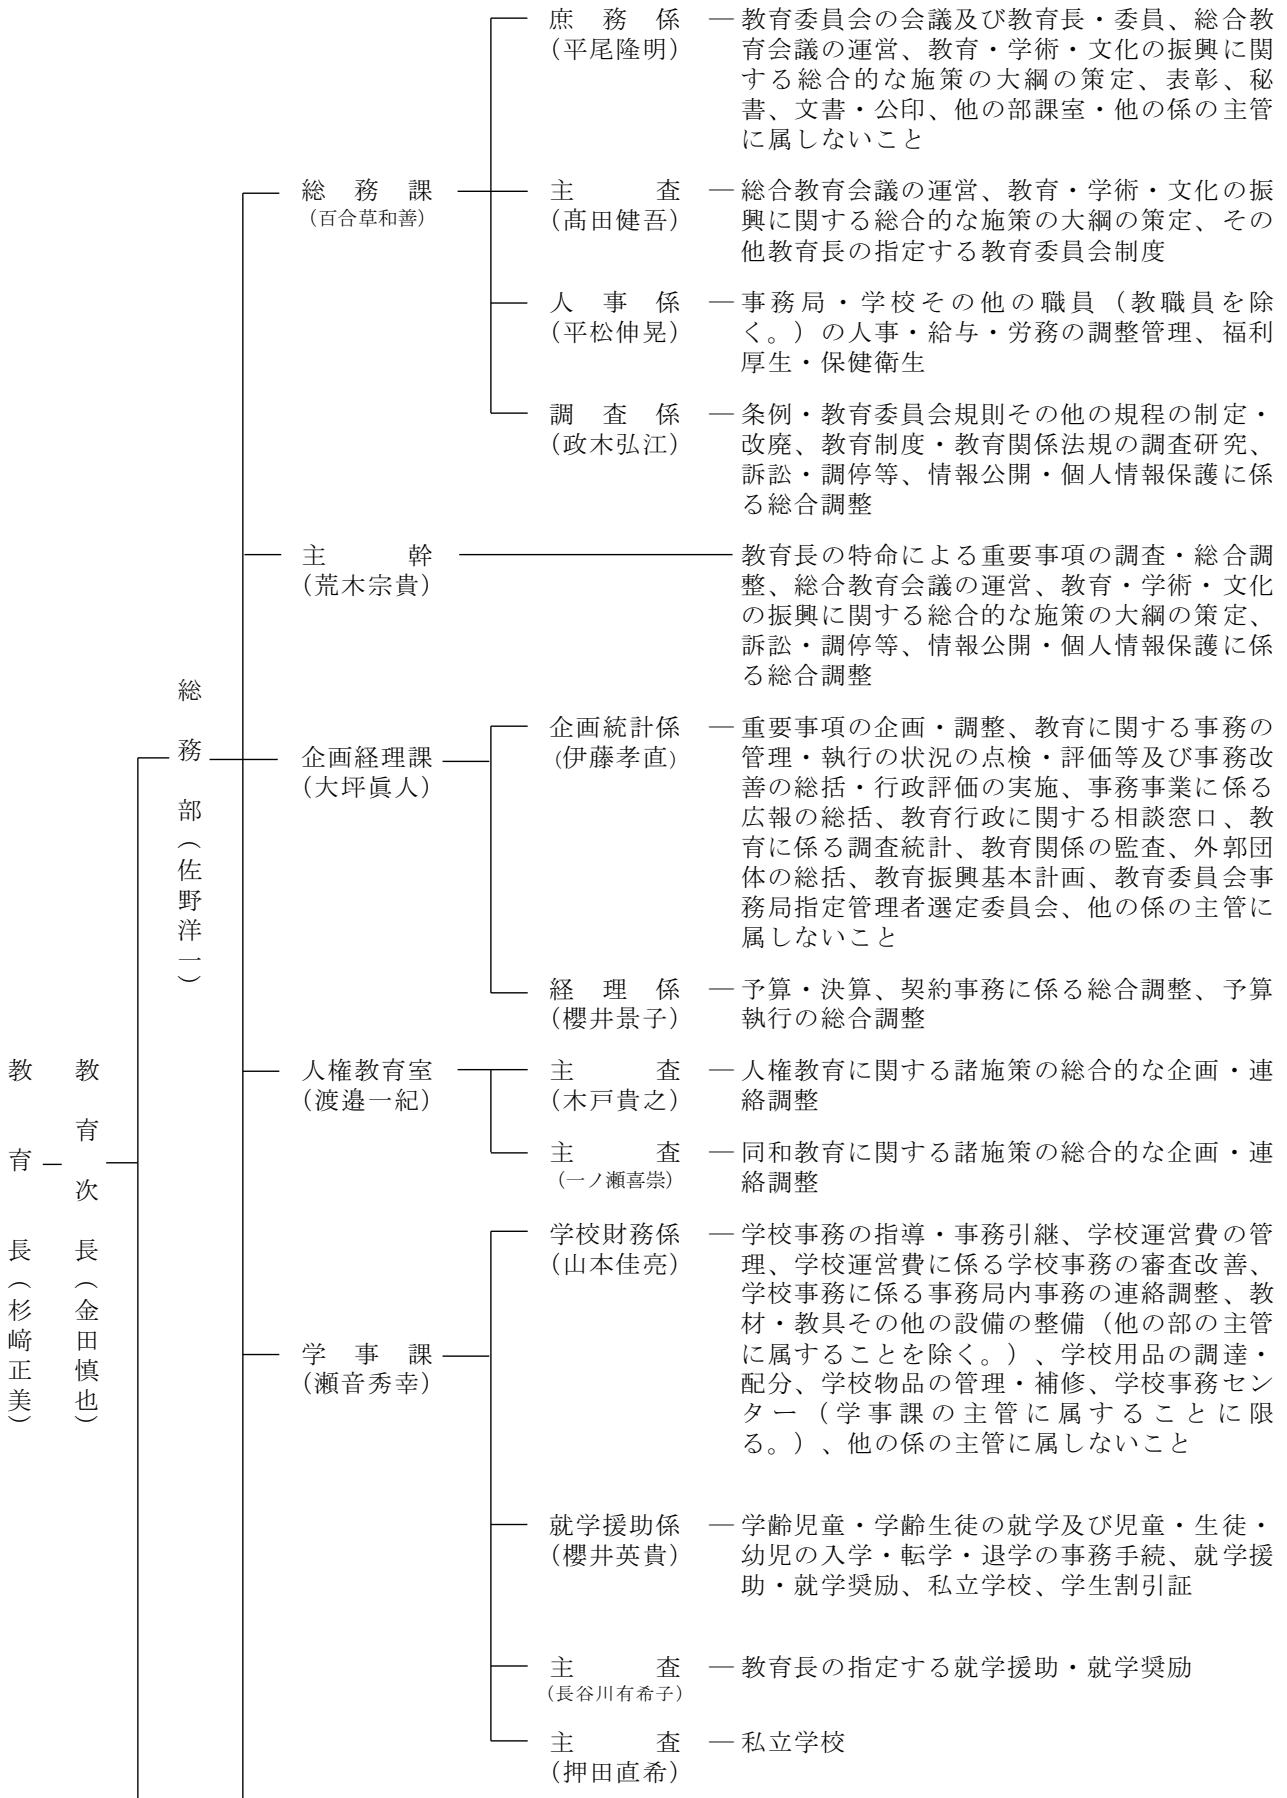 教育長（杉﨑正美）
教育次長（金田慎也）
総務部（佐野洋一）
総務課
（百合草和善）
庶務係
（平尾隆明）
教育委員会の会議及び教育長・委員、総合教
育会議の運営、教育・学術・文化の振興に関
する総合的な施策の大綱の策定、表彰、秘
書、文書・公印、他の部課室・他の係の主管
に属しないこと
主査
（髙田健吾）
総合教育会議の運営、教育・学術・文化の振
興に関する総合的な施策の大綱の策定、その
他教育長の指定する教育委員会制度
人事係
（平松伸晃）
事務局・学校その他の職員（教職員を除
く。）の人事・給与・労務の調整管理、福利
厚生・保健衛生
調査係
（政木弘江）
条例・教育委員会規則その他の規程の制定・
改廃、教育制度・教育関係法規の調査研究、
訴訟・調停等、情報公開・個人情報保護に係
る総合調整
主幹
（荒木宗貴）
教育長の特命による重要事項の調査・総合調
整、総合教育会議の運営、教育・学術・文化
の振興に関する総合的な施策の大綱の策定、
訴訟・調停等、情報公開・個人情報保護に係
る総合調整
企画経理課
（大坪眞人）
企画統計係
（伊藤孝直）
重要事項の企画・調整、教育に関する事務の
管理・執行の状況の点検・評価等及び事務改
善の総括・行政評価の実施、事務事業に係る
広報の総括、教育行政に関する相談窓口、教
育に係る調査統計、教育関係の監査、外郭団
体の総括、教育振興基本計画、教育委員会事
務局指定管理者選定委員会、他の係の主管に
属しないこと
経理係
（櫻井景子）
予算・決算、契約事務に係る総合調整、予算
執行の総合調整
人権教育室
（渡邉一紀）
主査
（木戸貴之）
人権教育に関する諸施策の総合的な企画・連
絡調整
主査
（一ノ瀬喜崇）
同和教育に関する諸施策の総合的な企画・連
絡調整
学事課
（瀬音秀幸）
学校財務係
（山本佳亮）
学校事務の指導・事務引継、学校運営費の管
理、学校運営費に係る学校事務の審査改善、
学校事務に係る事務局内事務の連絡調整、教
材・教具その他の設備の整備（他の部の主管
に属することを除く。）、学校用品の調達・
配分、学校物品の管理・補修、学校事務セン
ター（学事課の主管に属することに限
る。）、他の係の主管に属しないこと
就学援助係
（櫻井英貴）
学齢児童・学齢生徒の就学及び児童・生徒・
幼児の入学・転学・退学の事務手続、就学援
助・就学奨励、私立学校、学生割引証
主査
（長谷川有希子）
教育長の指定する就学援助・就学奨励
主査
（押田直希）
私立学校